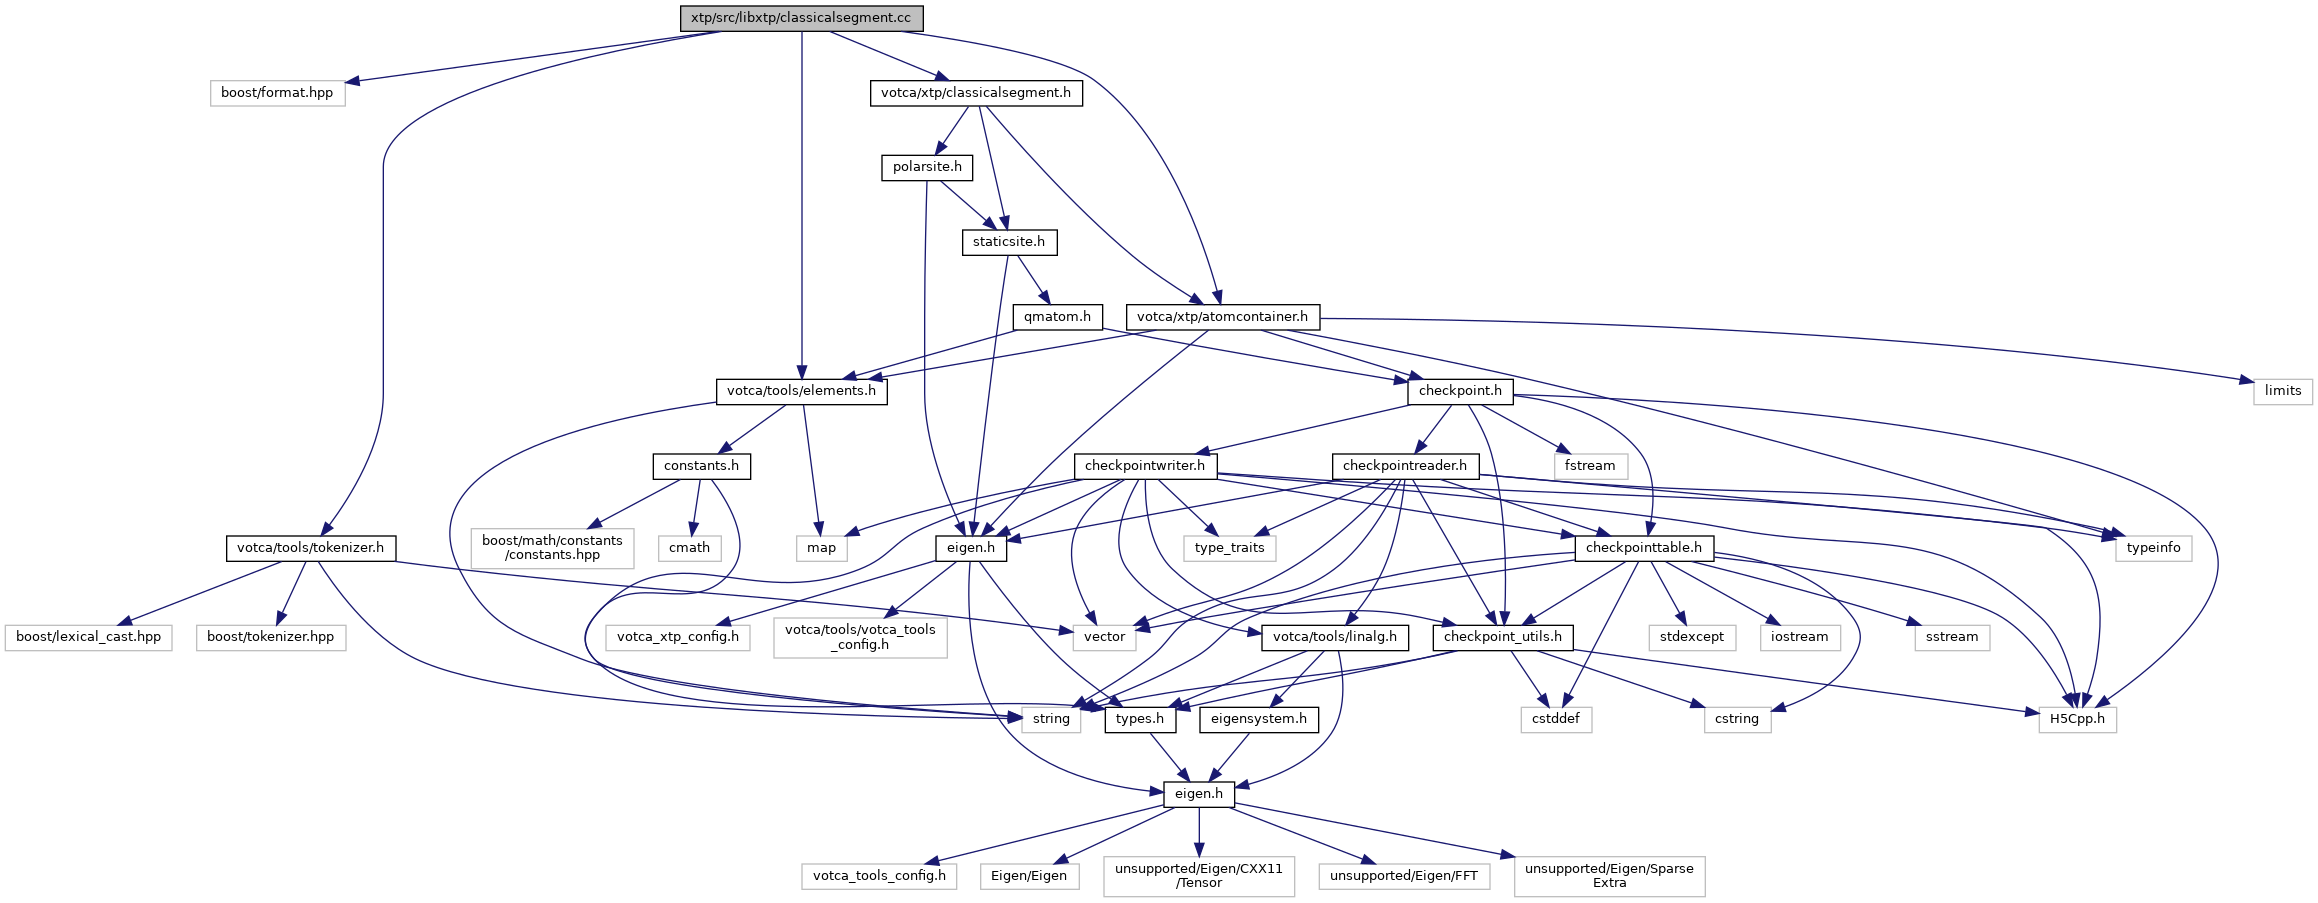 xtp/src/libxtp/classicalsegment.cc
boost/format.hpp
votca/xtp/classicalsegment.h
polarsite.h
staticsite.h
qmatom.h
votca/xtp/atomcontainer.h
votca/tools/elements.h
checkpoint.h
limits
constants.h
checkpointwriter.h
checkpointreader.h
fstream
votca/tools/tokenizer.h
boost/math/constants
/constants.hpp
cmath
map
eigen.h
type_traits
checkpointtable.h
typeinfo
boost/lexical_cast.hpp
boost/tokenizer.hpp
votca_xtp_config.h
votca/tools/votca_tools
_config.h
vector
votca/tools/linalg.h
checkpoint_utils.h
stdexcept
iostream
sstream
string
types.h
eigensystem.h
cstddef
cstring
H5Cpp.h
eigen.h
votca_tools_config.h
Eigen/Eigen
unsupported/Eigen/CXX11
/Tensor
unsupported/Eigen/FFT
unsupported/Eigen/Sparse
Extra